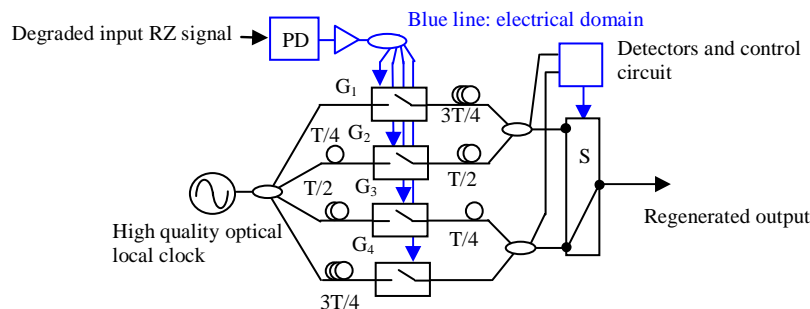 Blue line: electrical domain
Degraded input RZ signal
PD
Detectors and control
circuit
G1
3T/4
T/4
G2
S
T/2
T/2
G3
High quality optical
local clock
T/4
Regenerated output
G4
3T/4